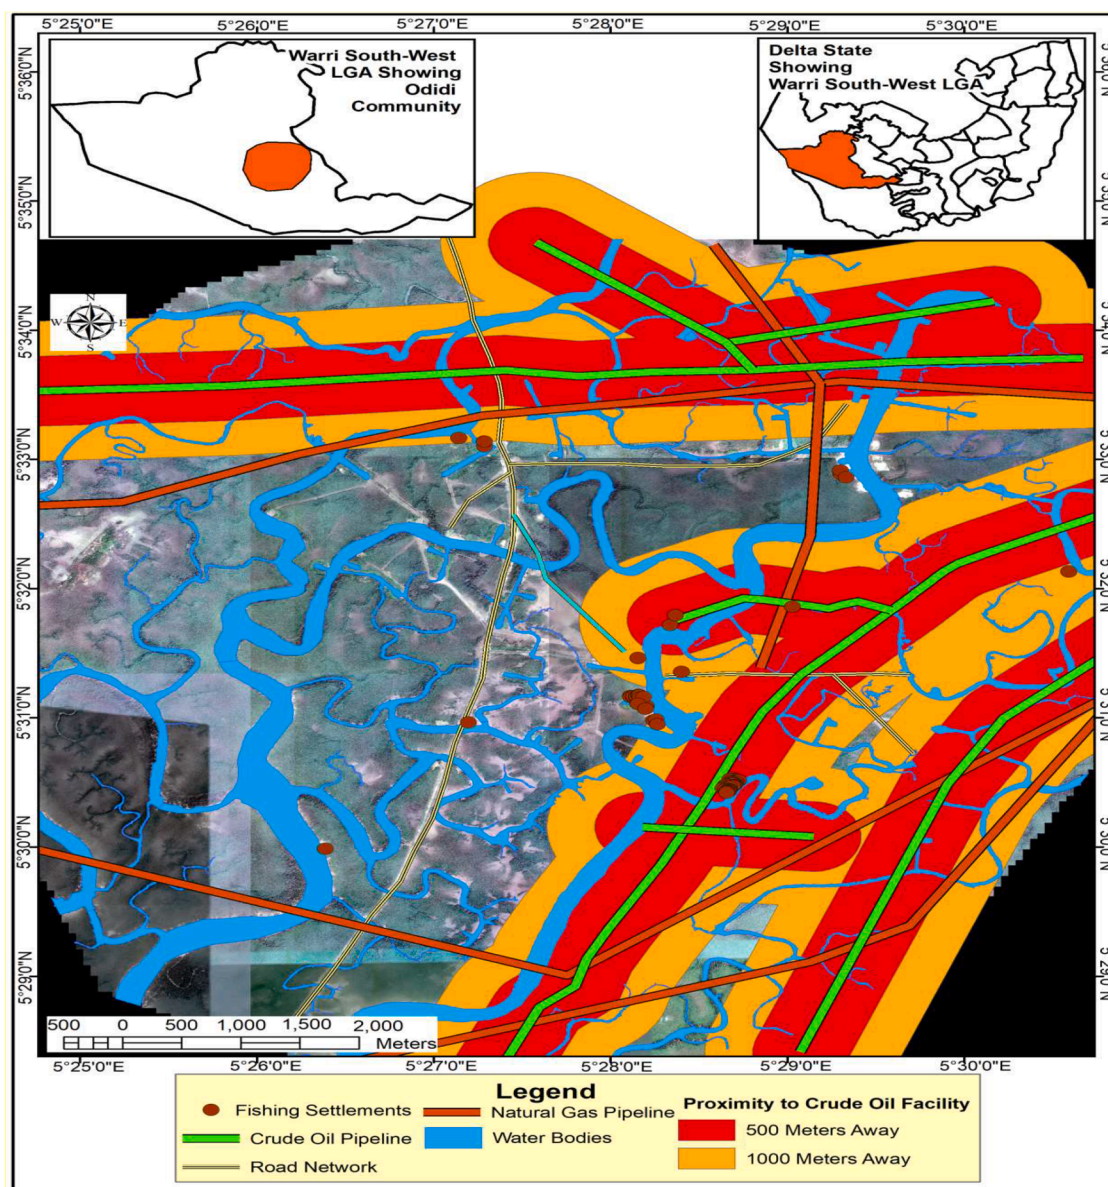 5°25'0"E 5°26'0"E 5°27'0"E 5°28'0"E 5°29'0"E 5°30'0"E
Warri South-West
LGA Showing
Odidi
Community
Delta State
Showing
Warri South-West LGA
5°36'0"N
5°35'0"N
5°34'0"N
5°33'0"N
5°32'0"N
5°31'0"N
5°30'0"N
5°29'0"N
N
W E
S
500 0 500 1,000 1,500 2,000
Meters
5°25'0"E 5°26'0"E 5°27'0"E 5°28'0"E 5°29'0"E 5°30'0"E
Legend
Fishing Settlements
Crude Oil Pipeline
Road Network
Natural Gas Pipeline
Water Bodies
Proximity to Crude Oil Facility
500 Meters Away
1000 Meters Away